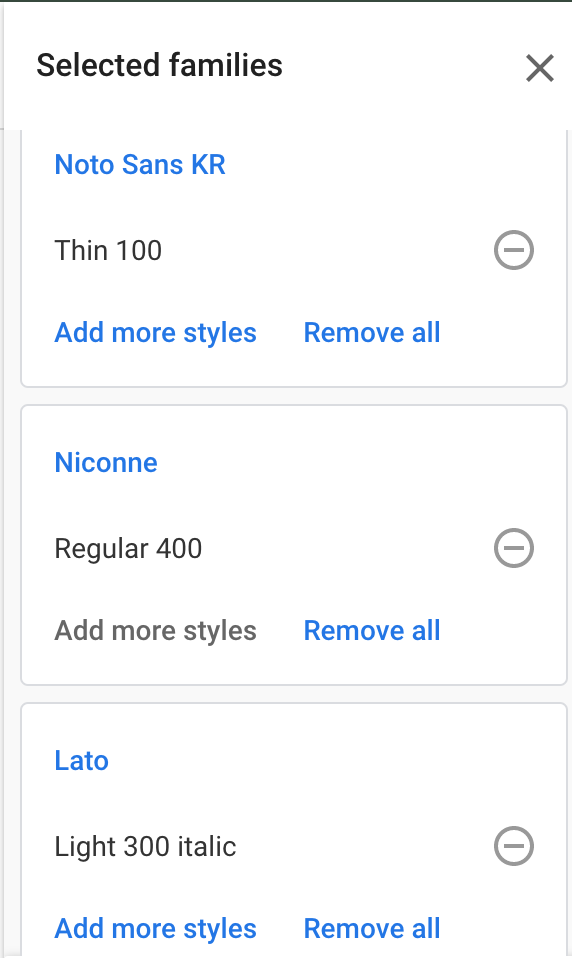 Selected families
Noto Sans KR
Thin 100
Add more styles Remove all
Niconne
Regular 400
Add more styles Remove all
Lato
Light 300 italic
Add more styles Remove all